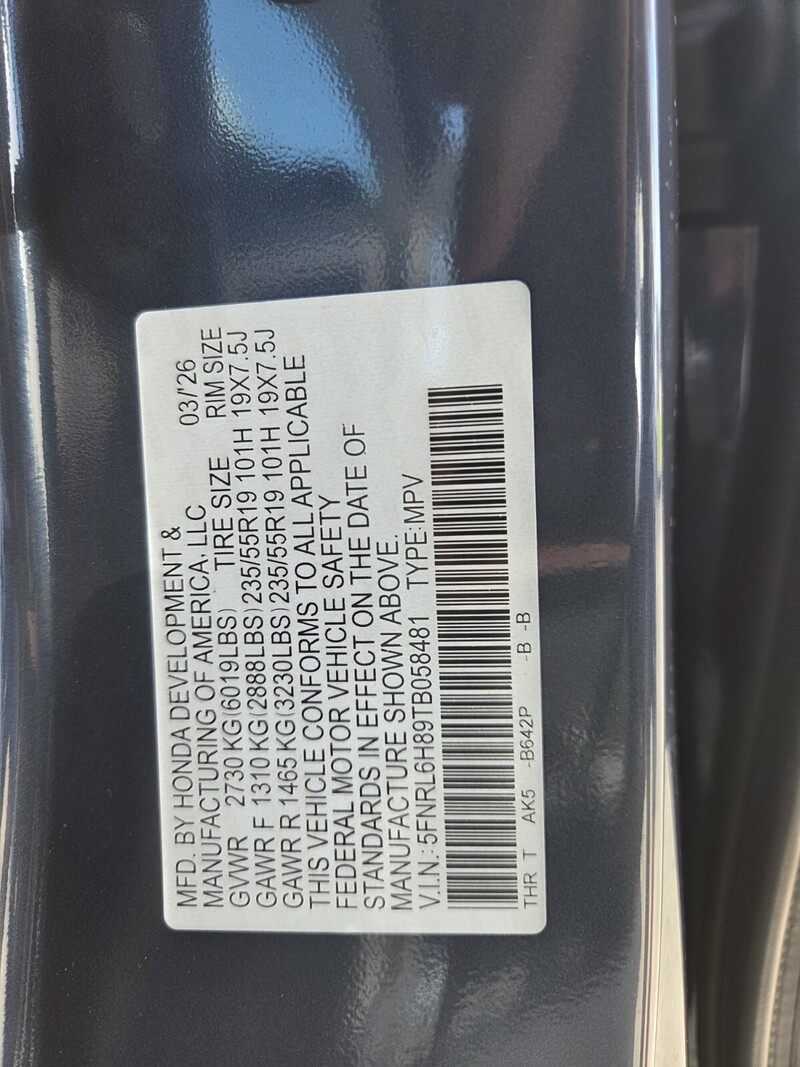 MFD. BY HONDA DEVELOPMENT & 03/'26
MANUFACTURING OF AMERICA, LLC RIM SIZE
GVWR 2730 KG(6019LBS) TIRE SIZE
GAWR F 1310 KG(2888LBS)235/55R19 101H 19X7.5J
GAWR R 1465 KG(3230LBS)235/55R19 101H 19X7.5J
THIS VEHICLE CONFORMS TO ALL APPLICABLE
FEDERAL MOTOR VEHICLE SAFETY
STANDARDS IN EFFECT ON THE DATE OF
MANUFACTURE SHOWN ABOVE.
V.I.N.:5FNRL6H89TB058481 TYPE:MPV
THR T AK5 -B642P -B -B